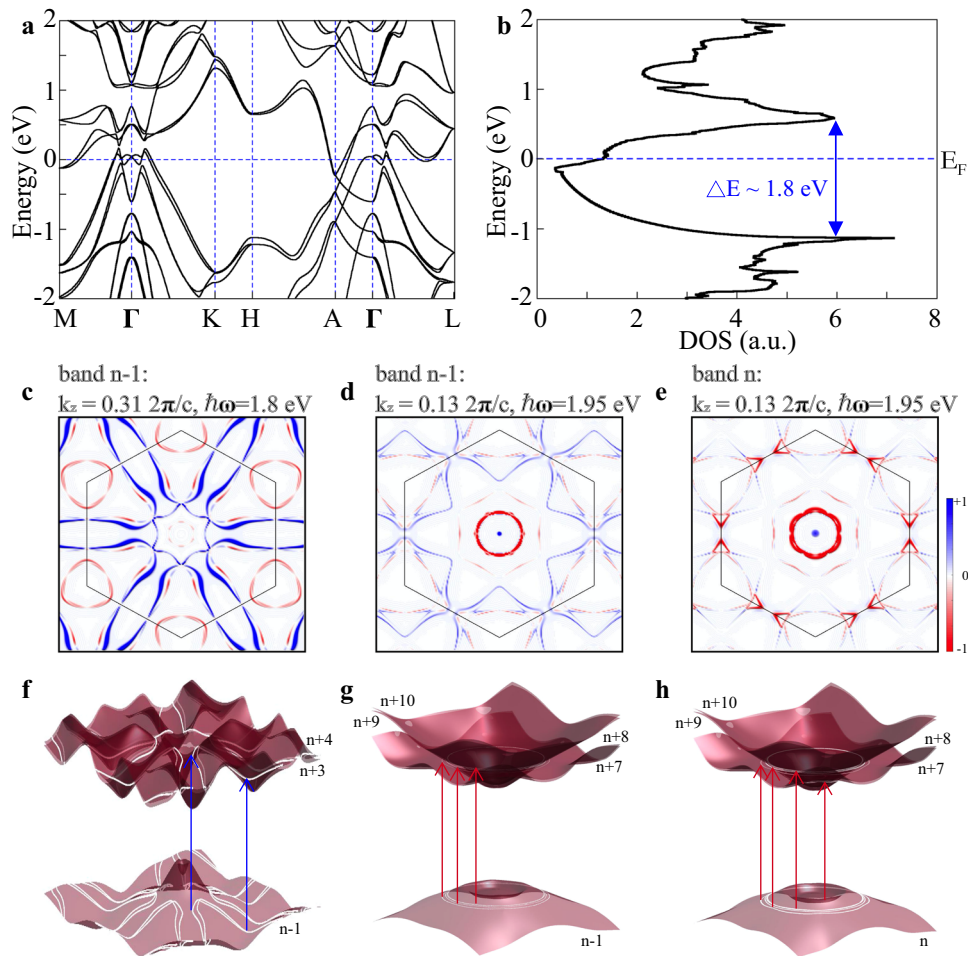 a
2
1
0
-1
-2
Energy (eV)
M Γ K H A Γ L
b
2
1
0
-1
-2
Energy (eV)
E_F
△E ~ 1.8 eV
0 2 4 6 8
DOS (a.u.)
c
band n-1:
k_z = 0.31 2π/c, ℏω=1.8 eV
d
band n-1:
k_z = 0.13 2π/c, ℏω=1.95 eV
e
band n:
k_z = 0.13 2π/c, ℏω=1.95 eV
+1
0
-1
f
n+4
n+3
n-1
g
n+10
n+9
n+8
n+7
n-1
h
n+10
n+9
n+8
n+7
n